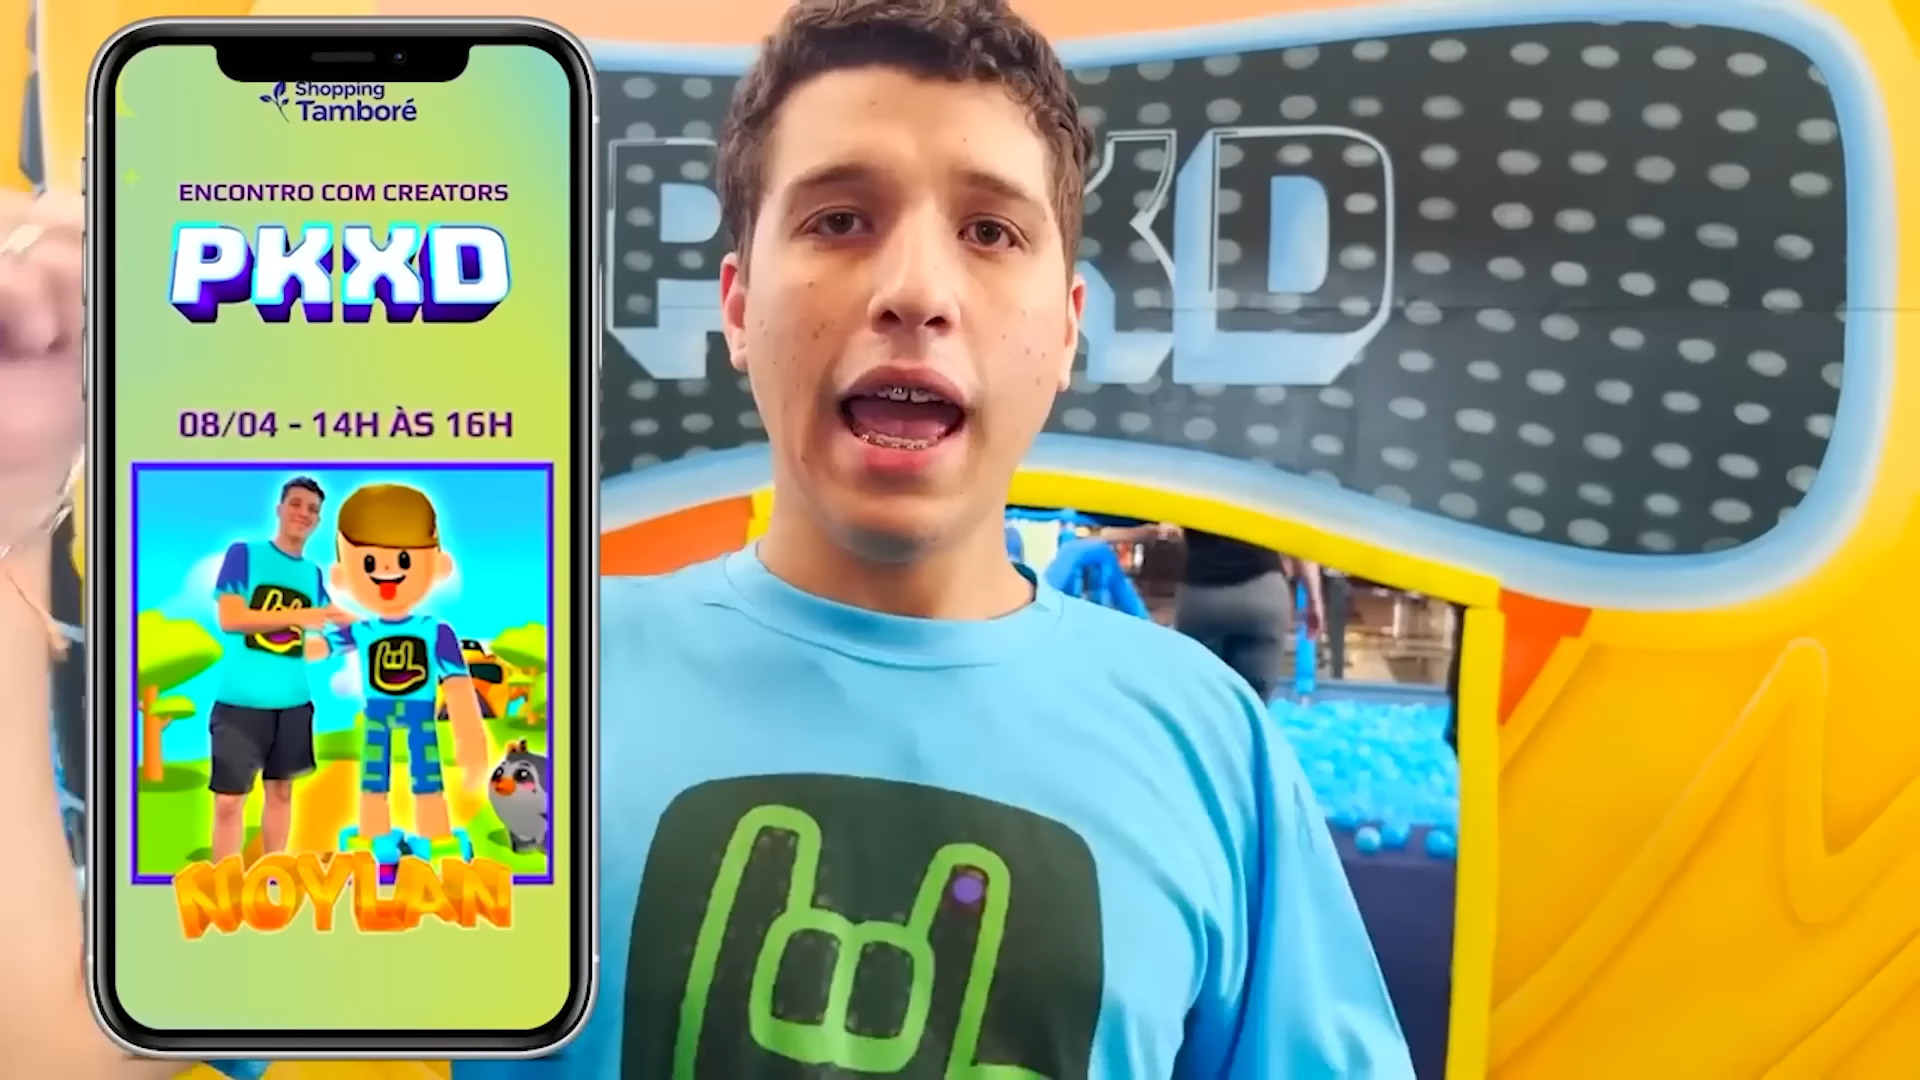 Shopping
Tamboré
ENCONTRO COM CREATORS
PKXD
08/04 - 14H ÀS 16H
NOYLAN
PKXD